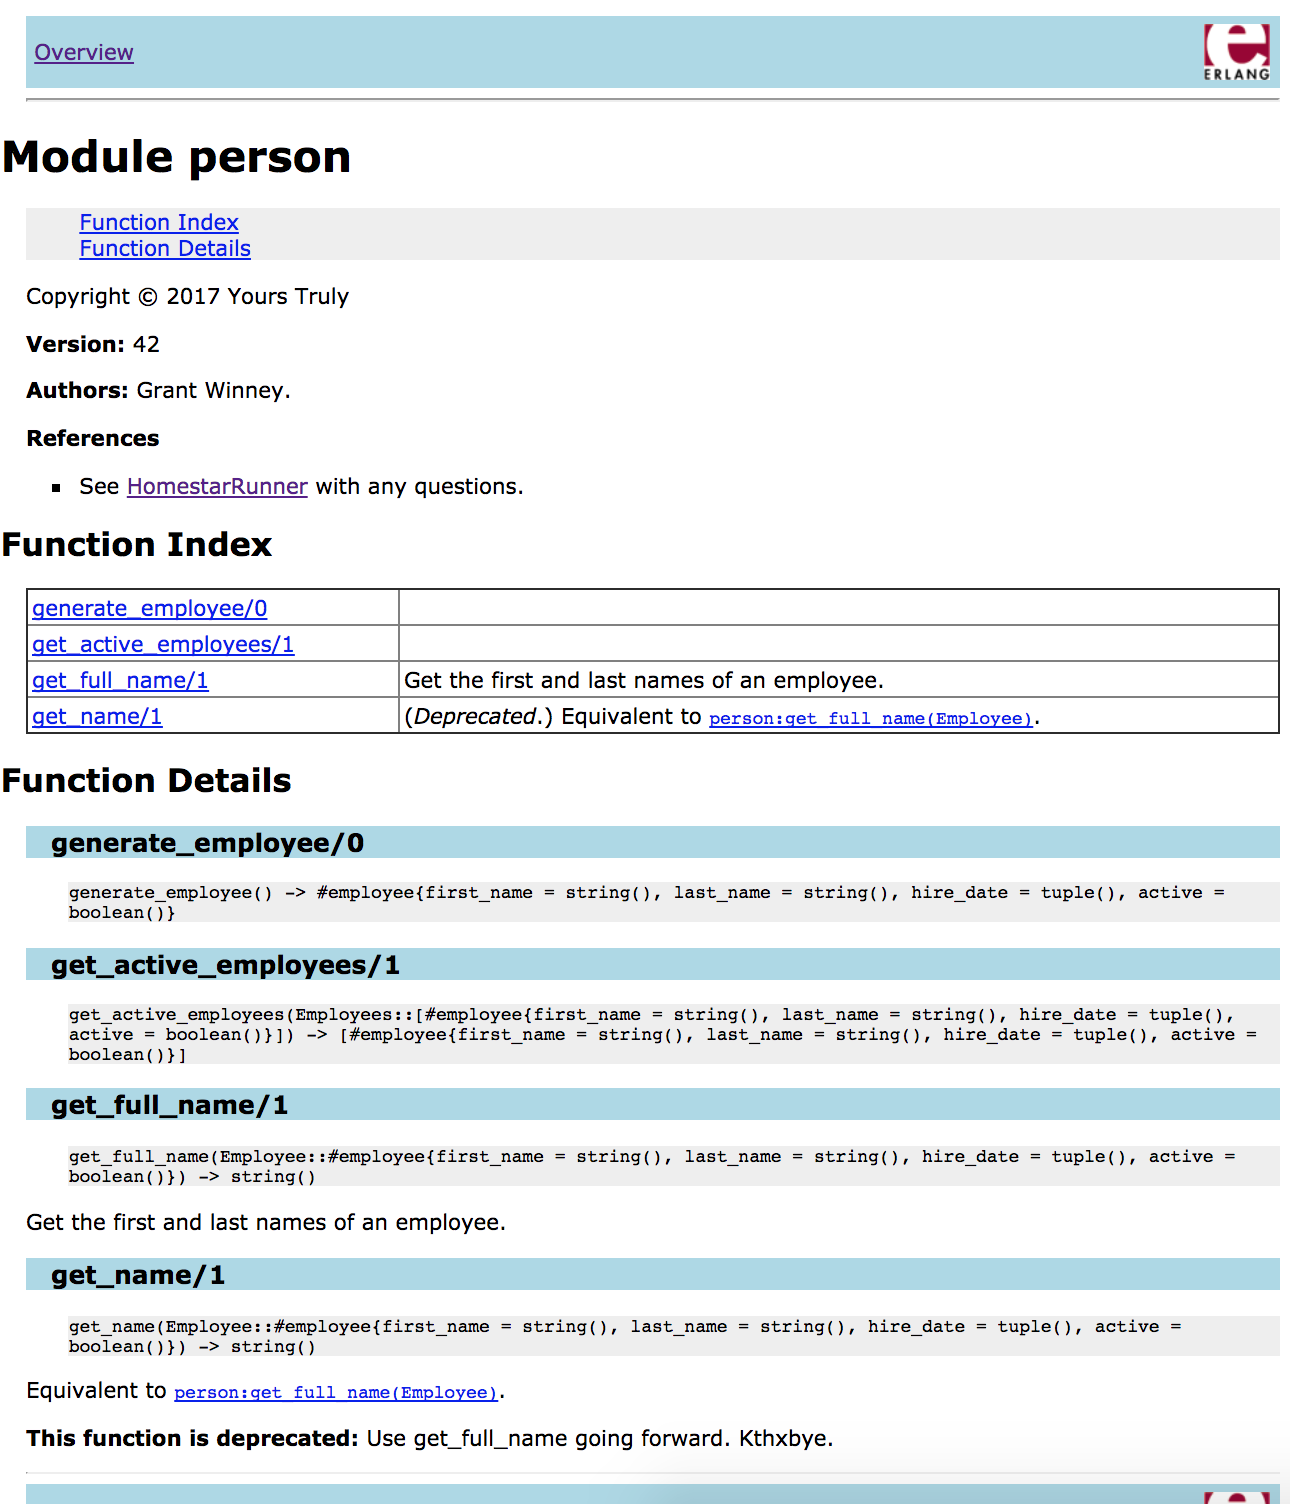 Overview
ERLANG
Module person
Function Index
Function Details
Copyright © 2017 Yours Truly
Version: 42
Authors: Grant Winney.
References
▪ See HomestarRunner with any questions.
Function Index
generate_employee/0
get_active_employees/1
get_full_name/1 Get the first and last names of an employee.
get_name/1 (Deprecated.) Equivalent to person:get_full_name(Employee).
Function Details
generate_employee/0
generate_employee() -> #employee{first_name = string(), last_name = string(), hire_date = tuple(), active =
boolean()}
get_active_employees/1
get_active_employees(Employees::[#employee{first_name = string(), last_name = string(), hire_date = tuple(),
active = boolean()}]) -> [#employee{first_name = string(), last_name = string(), hire_date = tuple(), active =
boolean()}]
get_full_name/1
get_full_name(Employee::#employee{first_name = string(), last_name = string(), hire_date = tuple(), active =
boolean()}) -> string()
Get the first and last names of an employee.
get_name/1
get_name(Employee::#employee{first_name = string(), last_name = string(), hire_date = tuple(), active =
boolean()}) -> string()
Equivalent to person:get_full_name(Employee).
This function is deprecated: Use get_full_name going forward. Kthxbye.